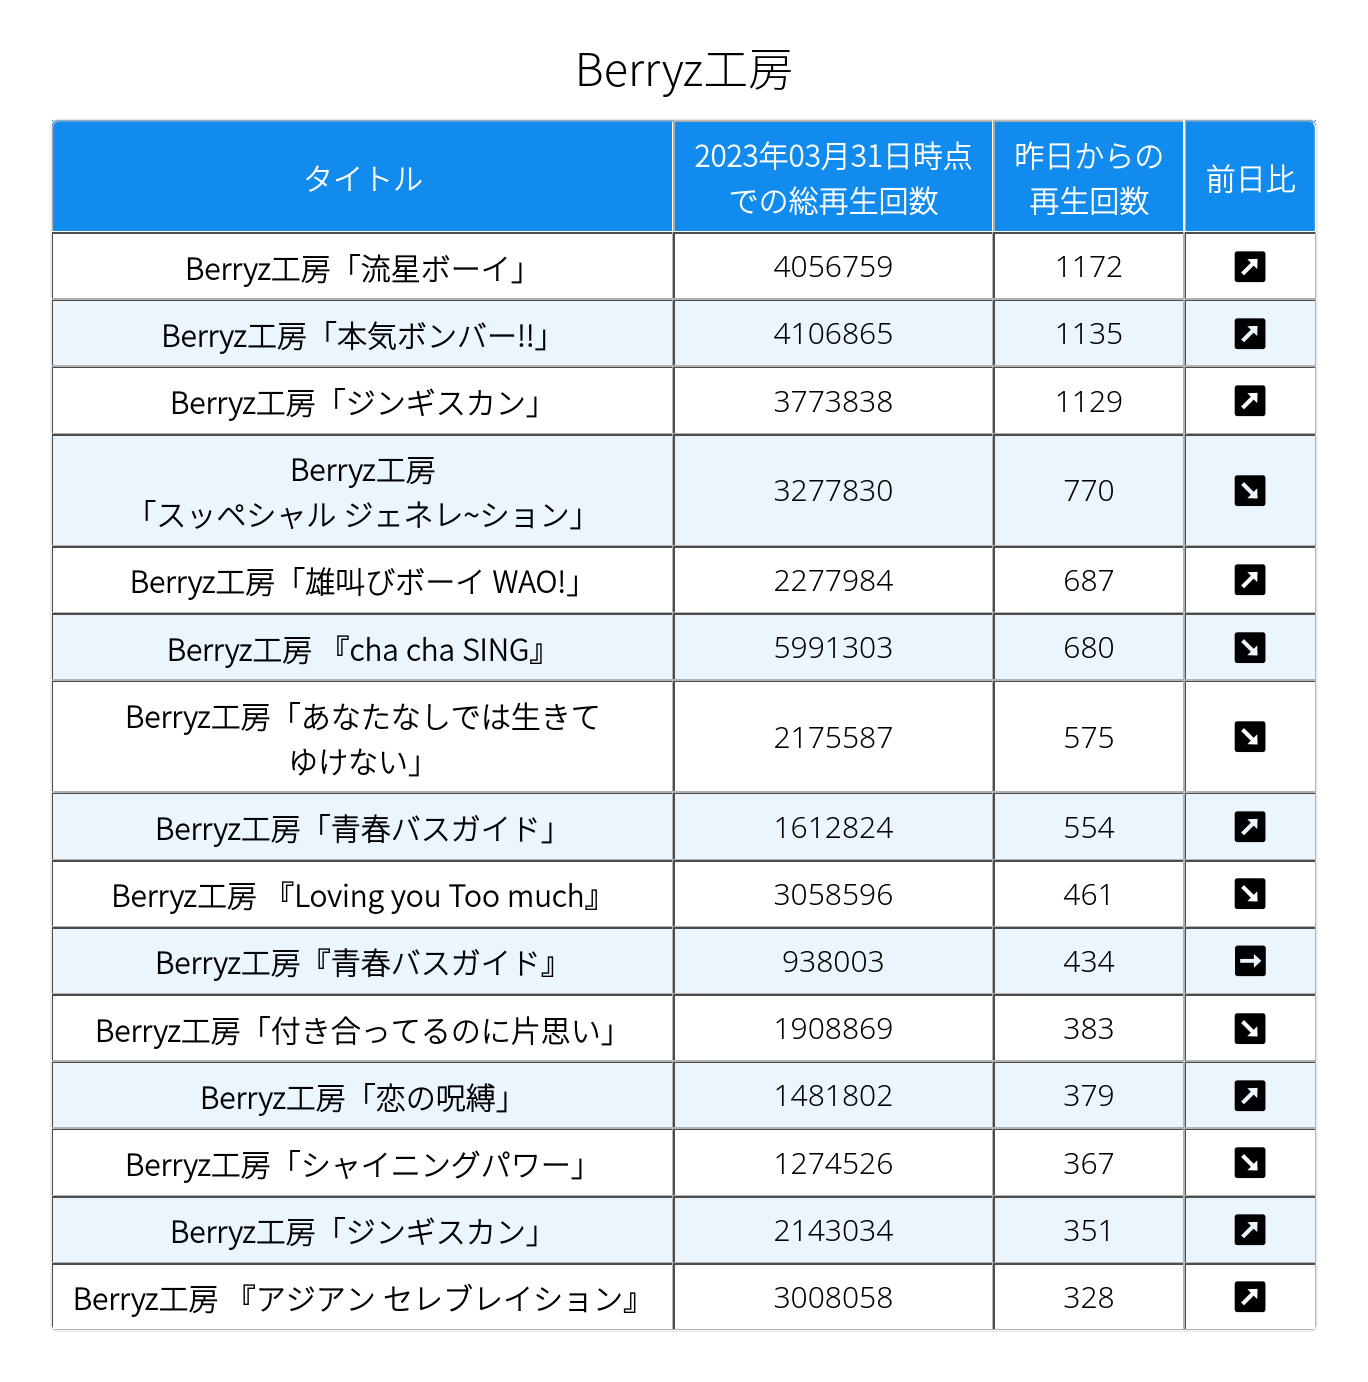 Berryz工房
タイトル
2023年03月31日時点
での総再生回数
昨日からの
再生回数
前日比
Berryz工房「流星ボーイ」 4056759 1172 ↗
Berryz工房「本気ボンバー!!」 4106865 1135 ↗
Berryz工房「ジンギスカン」 3773838 1129 ↗
Berryz工房
「スッペシャル ジェネレ~ション」 3277830 770 ↘
Berryz工房「雄叫びボーイ WAO!」 2277984 687 ↗
Berryz工房 『cha cha SING』 5991303 680 ↘
Berryz工房「あなたなしでは生きて
ゆけない」 2175587 575 ↘
Berryz工房「青春バスガイド」 1612824 554 ↗
Berryz工房 『Loving you Too much』 3058596 461 ↘
Berryz工房『青春バスガイド』 938003 434 →
Berryz工房「付き合ってるのに片思い」 1908869 383 ↘
Berryz工房「恋の呪縛」 1481802 379 ↗
Berryz工房「シャイニングパワー」 1274526 367 ↘
Berryz工房「ジンギスカン」 2143034 351 ↗
Berryz工房 『アジアン セレブレイション』 3008058 328 ↗